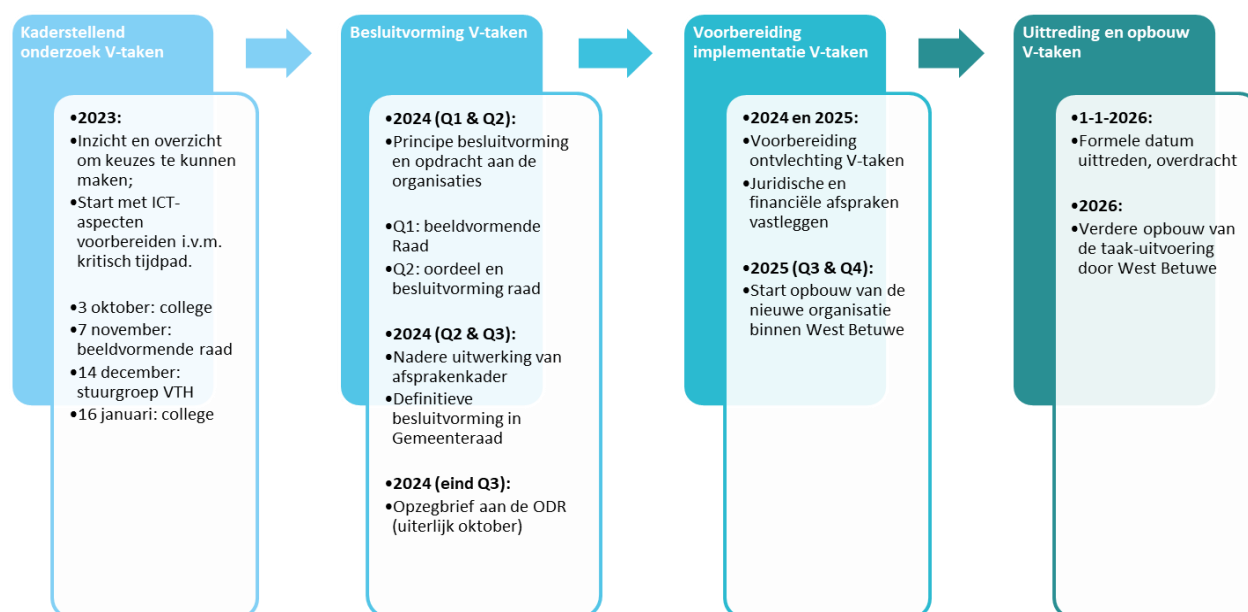 Kaderstellend
onderzoek V-taken
•2023:
•Inzicht en overzicht
om keuzes te kunnen
maken;
•Start met ICT-
aspecten
voorbereiden i.v.m.
kritisch tijdpad.
•3 oktober: college
•7 november:
beeldvormende raad
•14 december:
stuurgroep VTH
•16 januari: college
Besluitvorming V-taken
•2024 (Q1 & Q2):
•Principe besluitvorming
en opdracht aan de
organisaties
•Q1: beeldvormende
Raad
•Q2: oordeel en
besluitvorming raad
•2024 (Q2 & Q3):
•Nadere uitwerking van
afsprakenkader
•Definitieve
besluitvorming in
Gemeenteraad
•2024 (eind Q3):
•Opzegbrief aan de ODR
(uiterlijk oktober)
Voorbereiding
implementatie V-taken
•2024 en 2025:
•Voorbereiding
ontvlechting V-taken
•Juridische en
financiële afspraken
vastleggen
•2025 (Q3 & Q4):
•Start opbouw van de
nieuwe organisatie
binnen West Betuwe
Uittreding en opbouw
V-taken
•1-1-2026:
•Formele datum
uittreden, overdracht
•2026:
•Verdere opbouw van
de taak-uitvoering
door West Betuwe